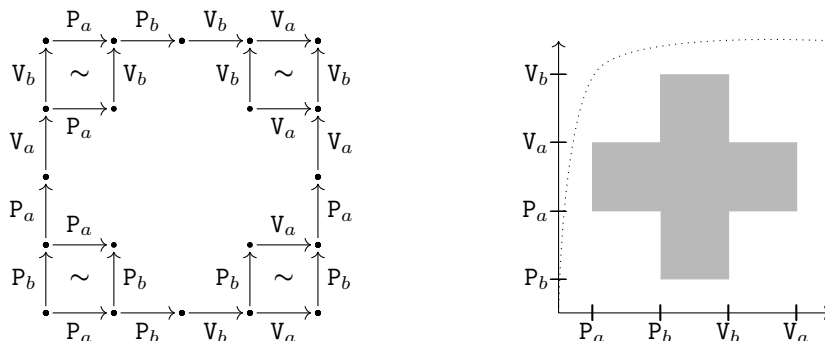 P_a P_b V_b V_a
V_b ~ V_b V_b ~ V_b
P_a V_a
V_a V_a
P_a P_a
P_a V_a
P_b ~ P_b P_b ~ P_b
P_a P_b V_b V_a
V_b
V_a
P_a
P_b
P_a P_b V_b V_a